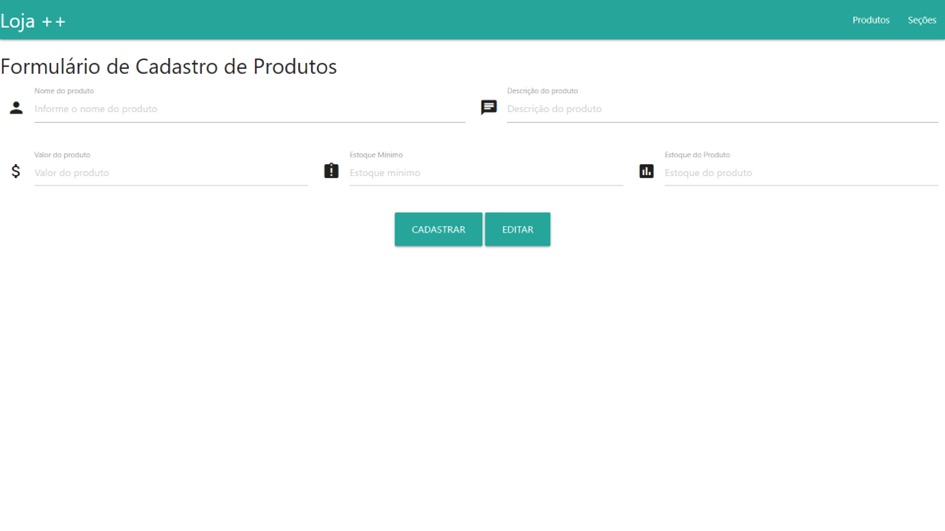 Loja ++
Produtos Seções
Formulário de Cadastro de Produtos
Nome do produto
Informe o nome do produto
Descrição do produto
Descrição do produto
Valor do produto
Valor do produto
Estoque Mínimo
Estoque mínimo
Estoque do Produto
Estoque do produto
CADASTRAR
EDITAR